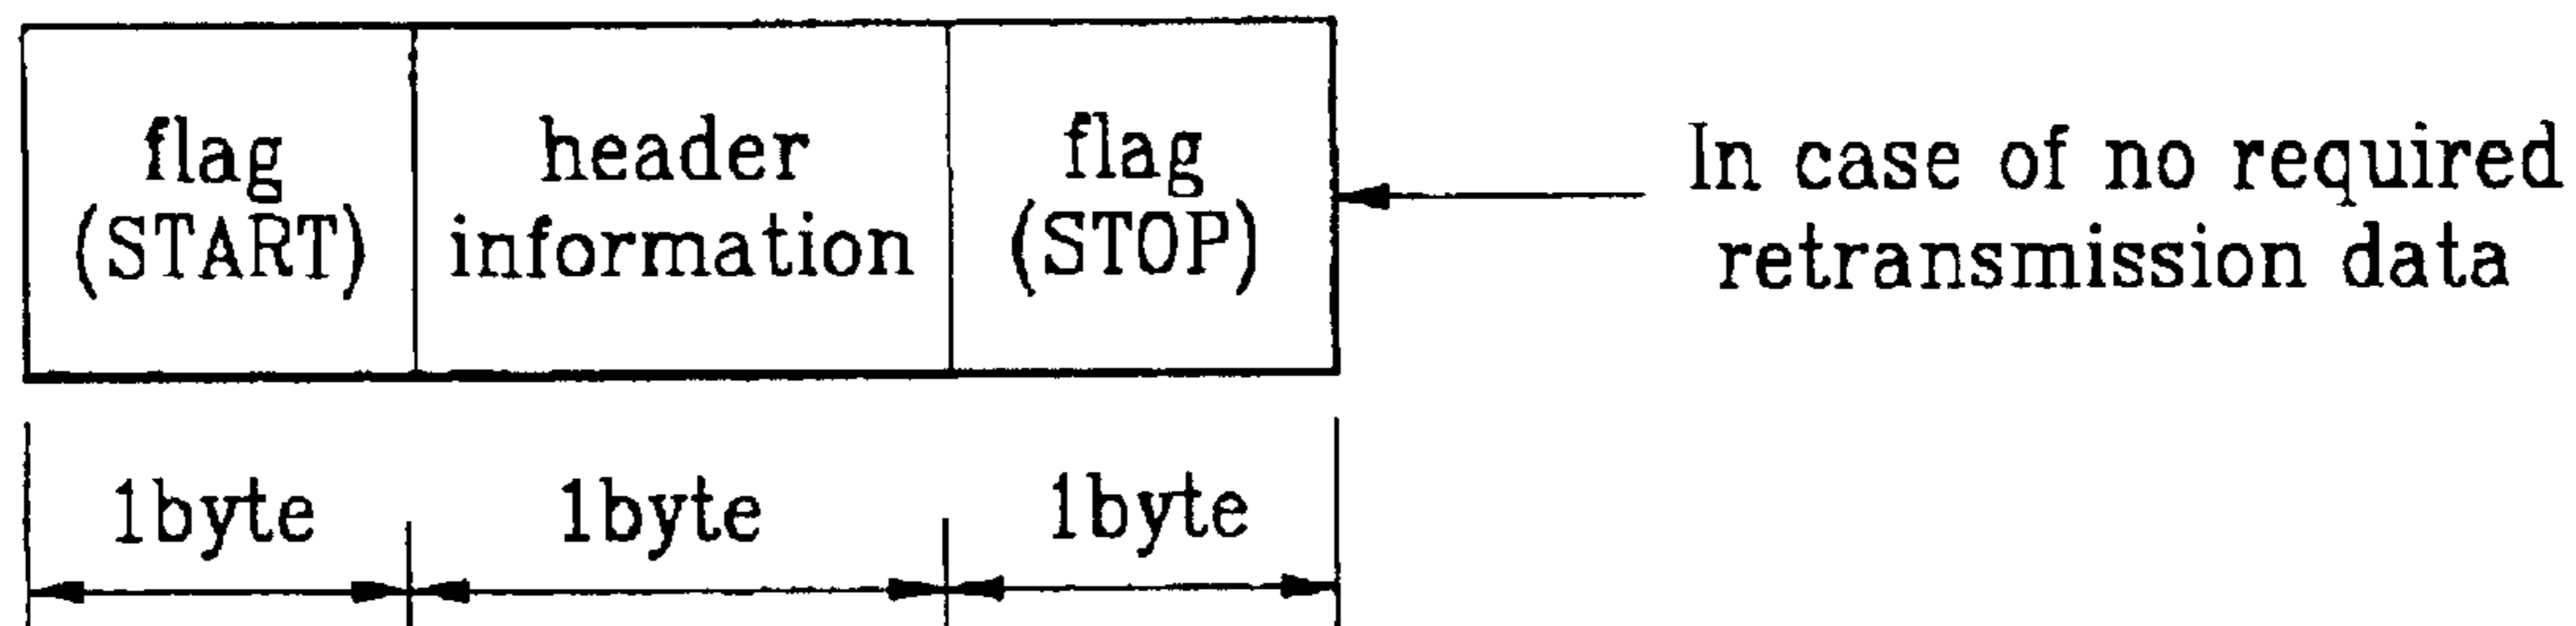 flag
(START)
header
information
flag
(STOP)
In case of no required
retransmission data
1byte
1byte
1byte